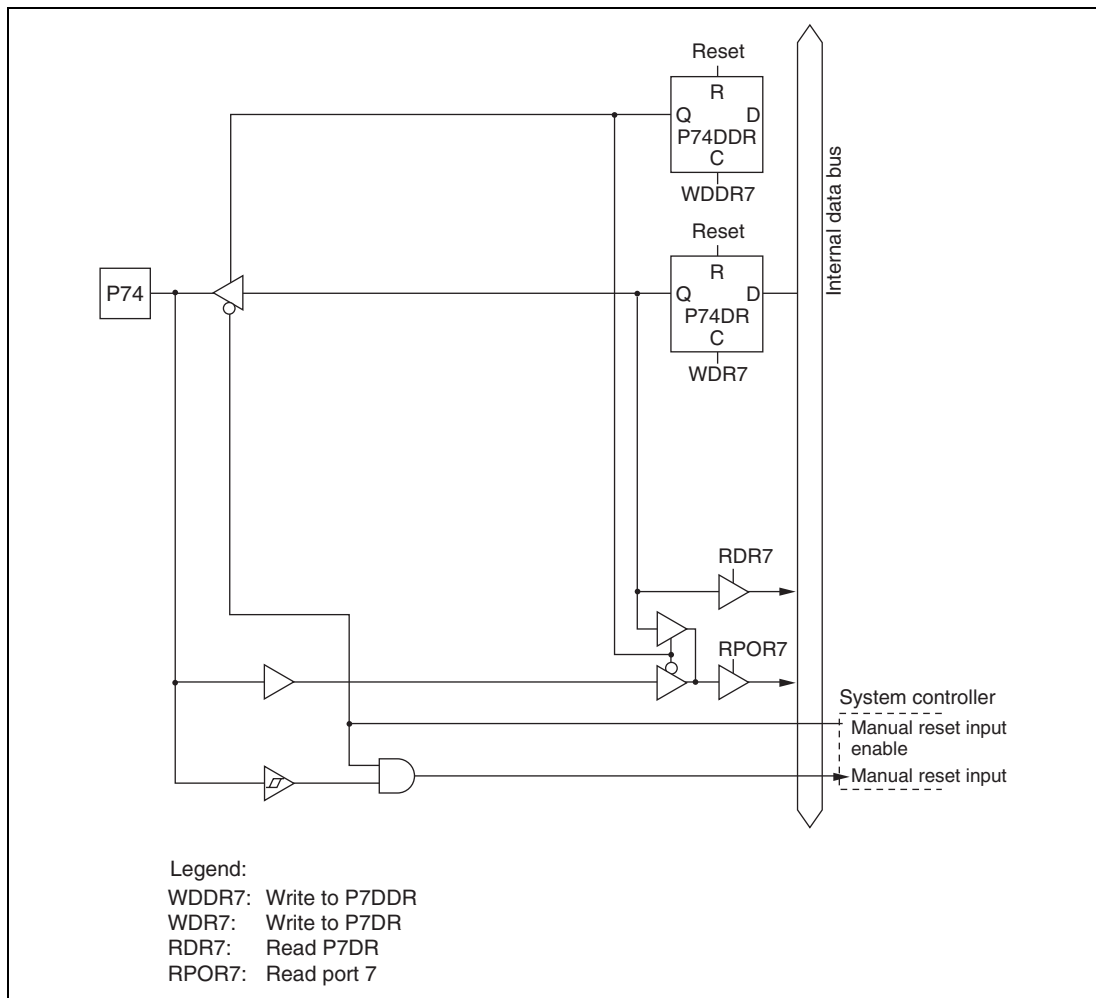 Reset
R
Q D
P74DDR
C
WDDR7
Internal data bus
Reset
P74
R
Q D
P74DR
C
WDR7
RDR7
RPOR7
System controller
Manual reset input
enable
Manual reset input
Legend:
WDDR7: Write to P7DDR
WDR7: Write to P7DR
RDR7: Read P7DR
RPOR7: Read port 7